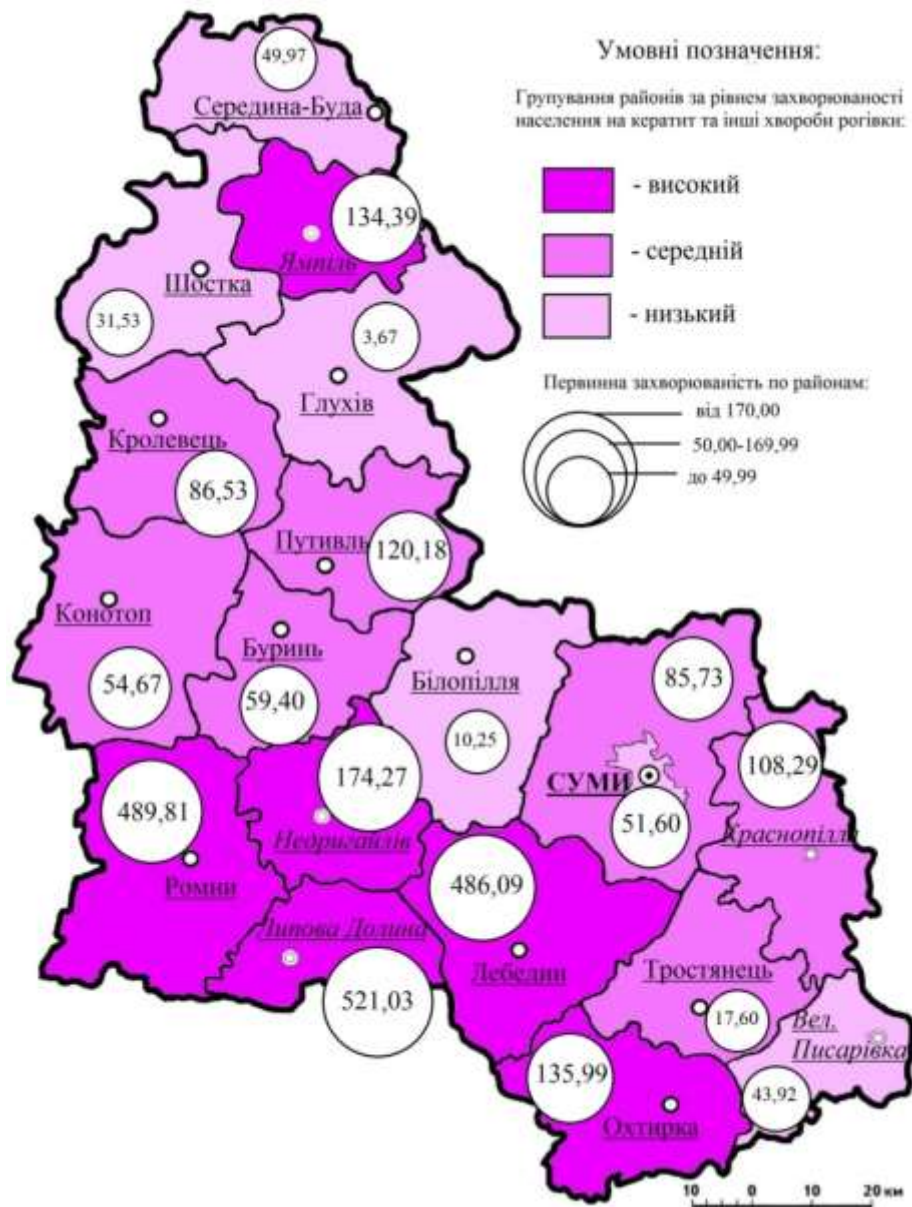 Умовні позначення:
Групування районів за рівнем захворюваності
населення на кератит та інші хвороби рогівки:
- високий
- середній
- низький
Первинна захворюваність по районам:
від 170,00
50,00-169,99
до 49,99
49,97
Середина-Буда
134,39
Ямпіль
Шостка
31,53
3,67
Глухів
Кролевець
86,53
Путивль
120,18
Конотоп
54,67
Буринь
59,40
Білопілля
10,25
85,73
СУМИ
51,60
108,29
Краснопілля
174,27
Недригайлів
489,81
Ромни
486,09
Лебедин
Липова Долина
521,03
Тростянець
17,60
Вел.
Писарівка
43,92
135,99
Охтирка
10 0 10 20 км